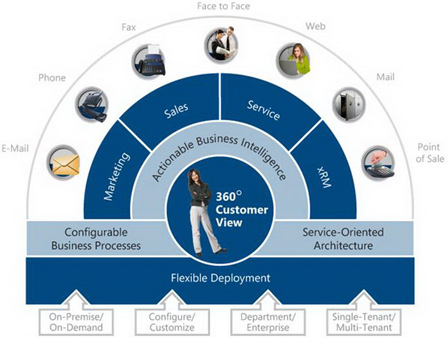 Face to Face
Fax
Web
Phone
Mail
E-Mail
Point
of Sale
Sales
Service
Marketing
xRM
Actionable Business Intelligence
360°
Customer
View
Configurable
Business Processes
Service-Oriented
Architecture
Flexible Deployment
On-Premise/
On-Demand
Configure/
Customize
Department/
Enterprise
Single-Tenant/
Multi-Tenant